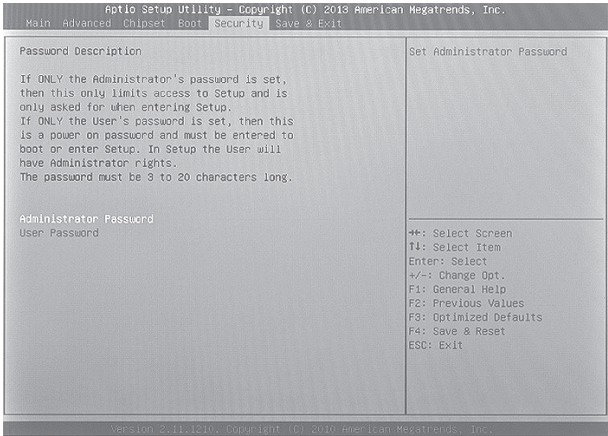 Aptio Setup Utility – Copyright (C) 2013 American Megatrends, Inc.
Main Advanced Chipset Boot Security Save & Exit
Password Description
If ONLY the Administrator's password is set,
then this only limits access to Setup and is
only asked for when entering Setup.
If ONLY the User's password is set, then this
is a power on password and must be entered to
boot or enter Setup. In Setup the User will
have Administrator rights.
The password must be 3 to 20 characters long.
Administrator Password
User Password
Set Administrator Password
→←: Select Screen
↑↓: Select Item
Enter: Select
+/-: Change Opt.
F1: General Help
F2: Previous Values
F3: Optimized Defaults
F4: Save & Reset
ESC: Exit
Version 2.11.1210. Copyright (C) 2010 American Megatrends, Inc.